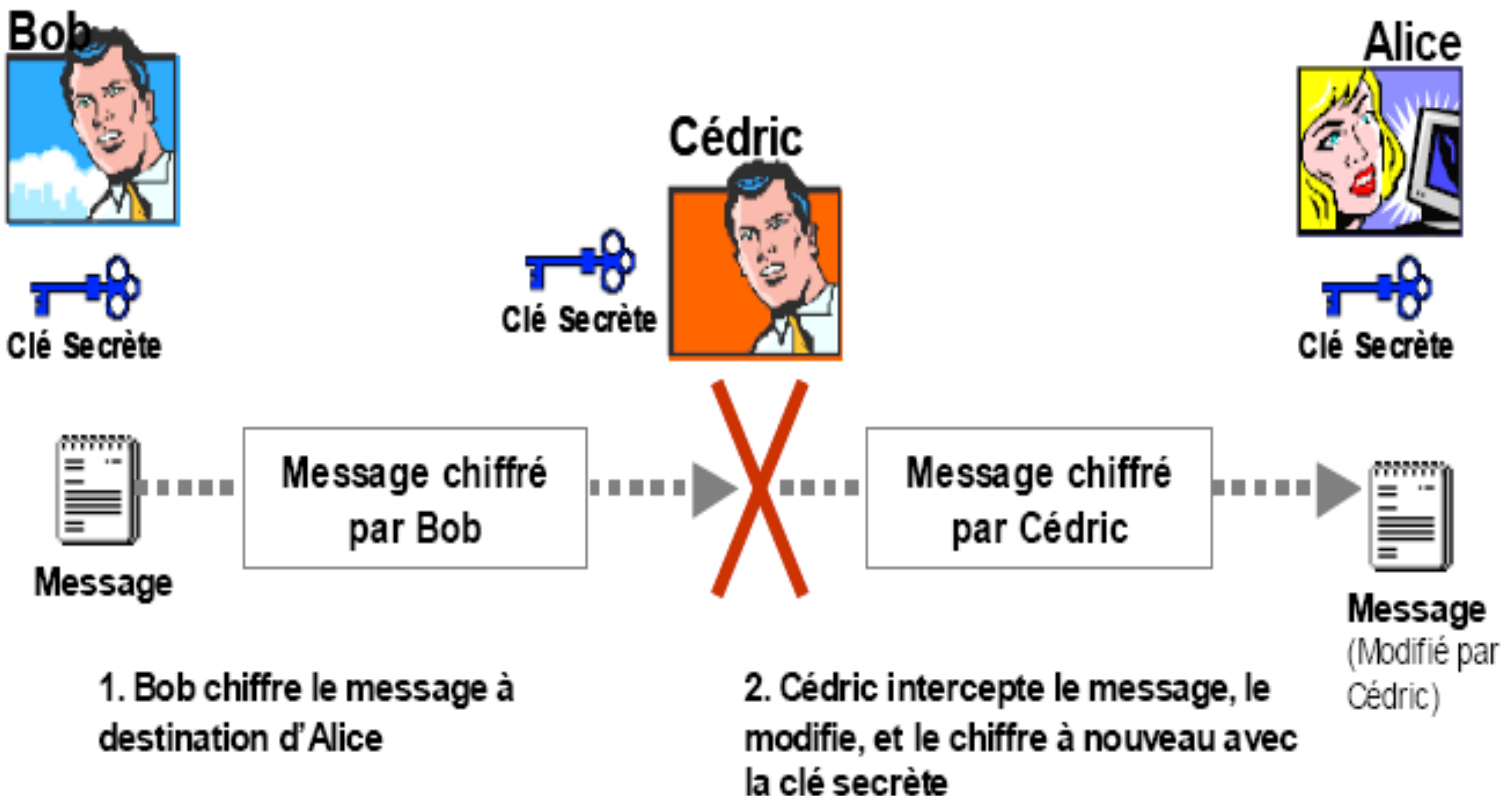 Bob
Alice
Cédric
Clé Secrète
Clé Secrète
Clé Secrète
Message chiffré
par Bob
Message chiffré
par Cédric
Message
Message
(Modifié par
Cédric)
1. Bob chiffre le message à
destination d'Alice
2. Cédric intercepte le message, le
modifie, et le chiffre à nouveau avec
la clé secrète